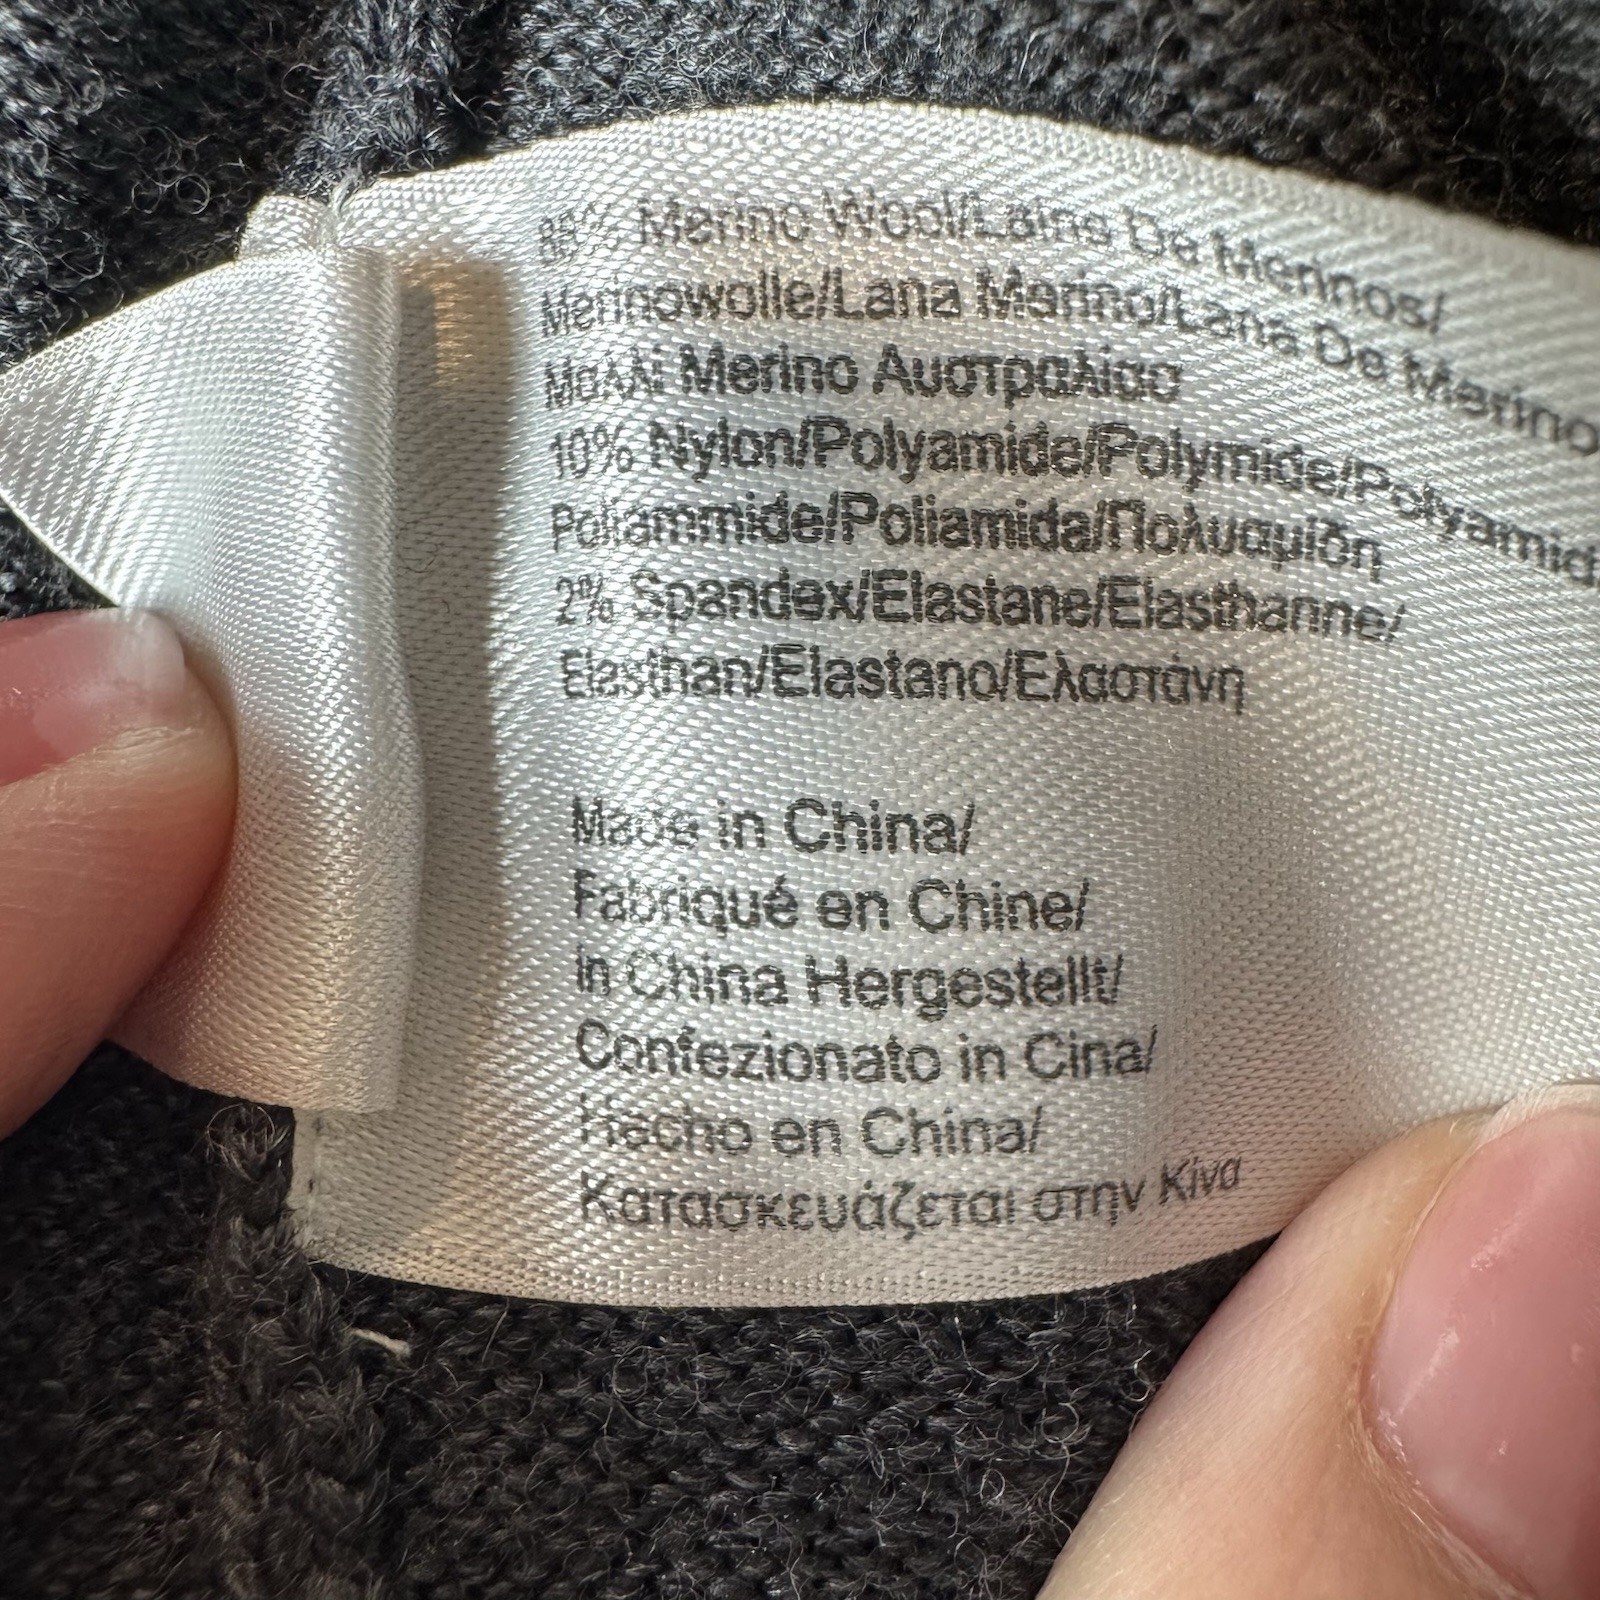 88% Merino Wool/Laine De Merinos/
Merinowolle/Lana Merino/Lana De Merino
Μαλλί Merino Αυστραλίας
10% Nylon/Polyamide/Polymide/Polyamid/
Poliammide/Poliamida/Πολυαμίδη
2% Spandex/Elastane/Elasthanne/
Elasthan/Elastano/Ελαστάνη
Made in China/
Fabriqué en Chine/
in China Hergestellt/
Confezionato in Cina/
Hecho en China/
Κατασκευάζεται στην Κίνα